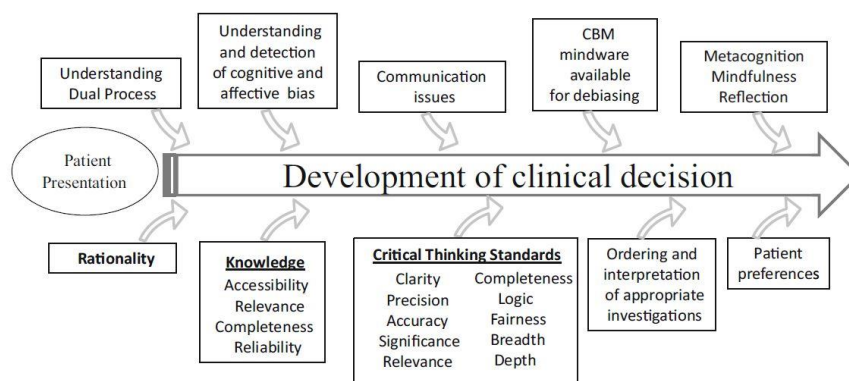 Understanding
Dual Process
Understanding
and detection
of cognitive and
affective bias
Communication
issues
CBM
mindware
available
for debiasing
Metacognition
Mindfulness
Reflection
Patient
Presentation
Development of clinical decision
Rationality
Knowledge
Accessibility
Relevance
Completeness
Reliability
Critical Thinking Standards
Clarity
Precision
Accuracy
Significance
Relevance
Completeness
Logic
Fairness
Breadth
Depth
Ordering and
interpretation
of appropriate
investigations
Patient
preferences